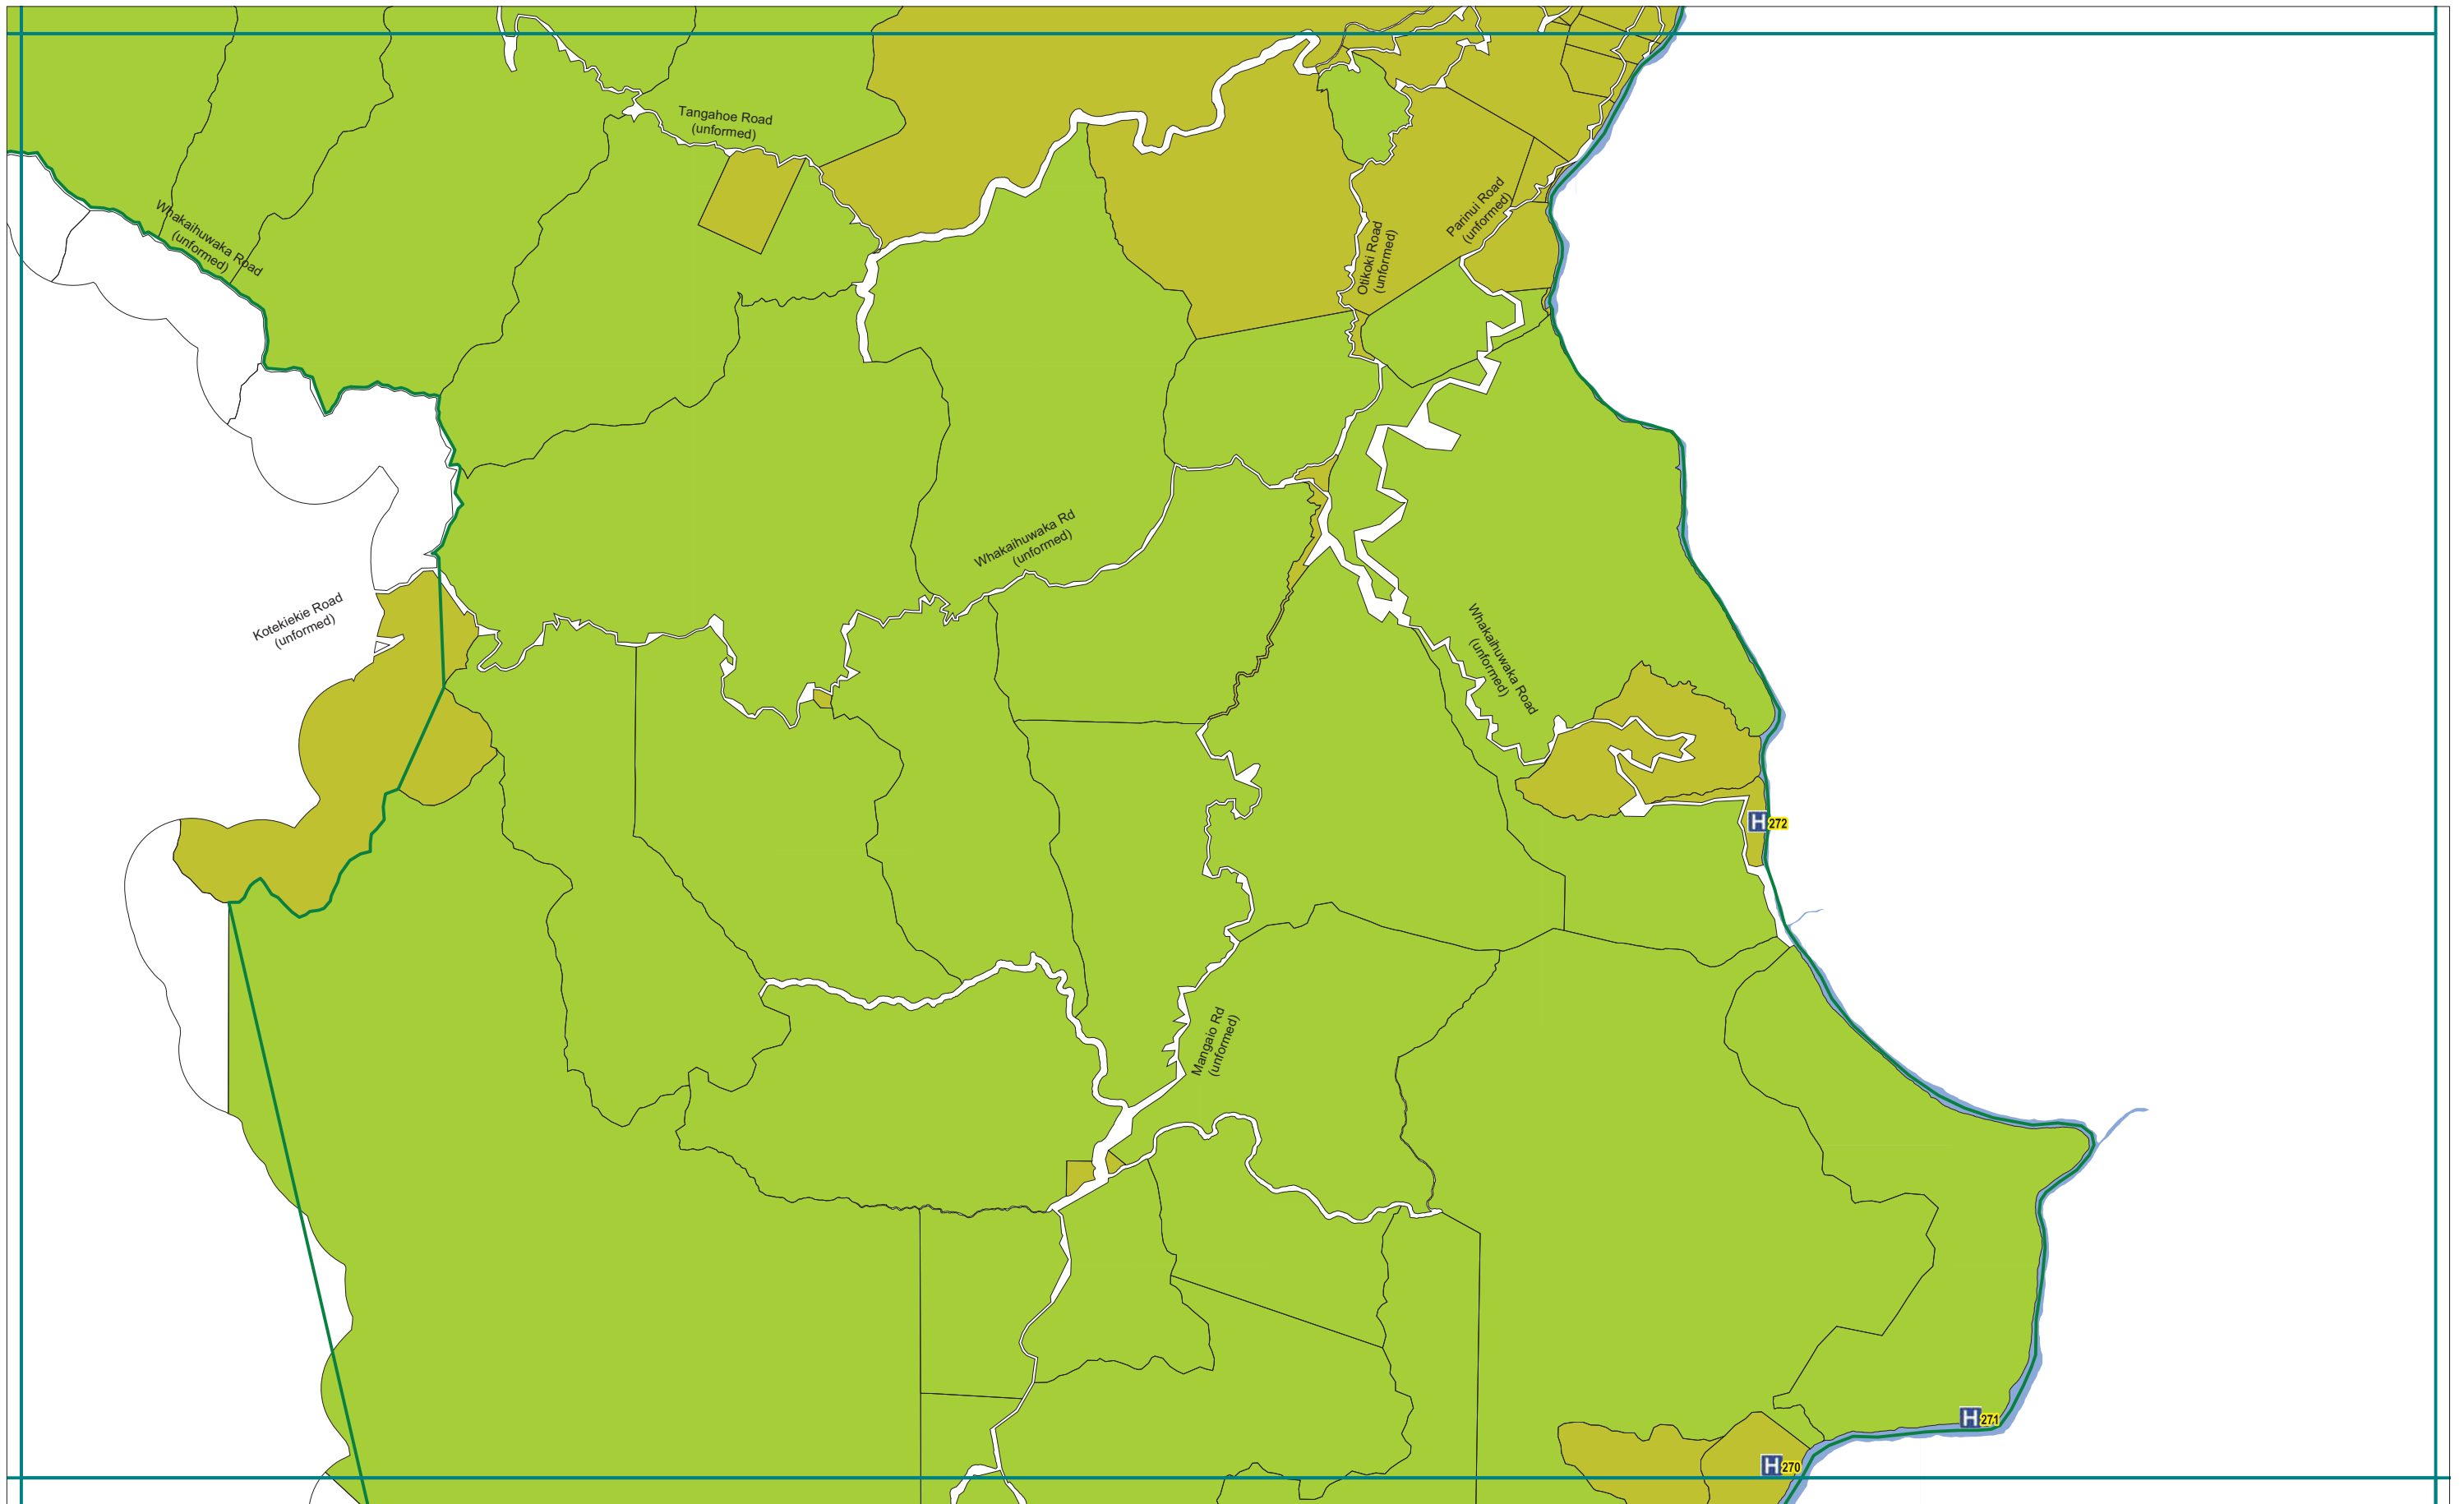 Tangahoe Road
(unformed)
Whakaihuwaka Road
(unformed)
Parinui Road
(unformed)
Otikoki Road
(unformed)
Whakaihuwaka Rd
(unformed)
Kotekiekie Road
(unformed)
Whakaihuwaka Road
(unformed)
H 272
Mangaio Rd
(unformed)
H 271
H 270